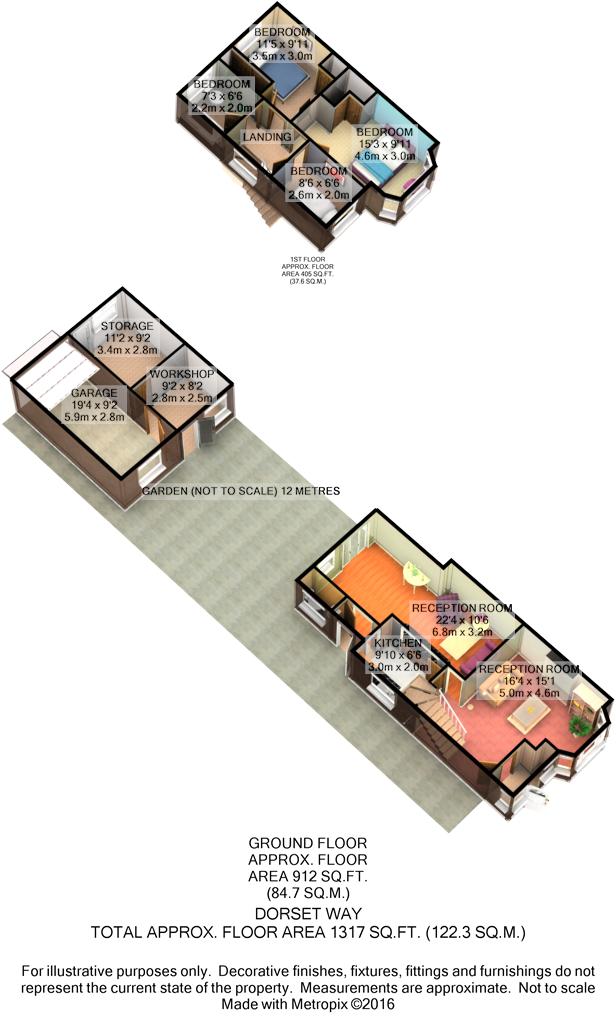 BEDROOM
11'5 x 9'11
3.5m x 3.0m
BEDROOM
7'3 x 6'6
2.2m x 2.0m
LANDING
BEDROOM
15'3 x 9'11
4.6m x 3.0m
BEDROOM
8'6 x 6'6
2.6m x 2.0m
1ST FLOOR
APPROX. FLOOR
AREA 405 SQ.FT.
(37.6 SQ.M.)
STORAGE
11'2 x 9'2
3.4m x 2.8m
WORKSHOP
9'2 x 8'2
2.8m x 2.5m
GARAGE
19'4 x 9'2
5.9m x 2.8m
GARDEN (NOT TO SCALE) 12 METRES
RECEPTION ROOM
22'4 x 10'6
6.8m x 3.2m
KITCHEN
9'10 x 6'6
3.0m x 2.0m
RECEPTION ROOM
16'4 x 15'1
5.0m x 4.6m
GROUND FLOOR
APPROX. FLOOR
AREA 912 SQ.FT.
(84.7 SQ.M.)
DORSET WAY
TOTAL APPROX. FLOOR AREA 1317 SQ.FT. (122.3 SQ.M.)
For illustrative purposes only.  Decorative finishes, fixtures, fittings and furnishings do not
represent the current state of the property.  Measurements are approximate.  Not to scale
Made with Metropix ©2016